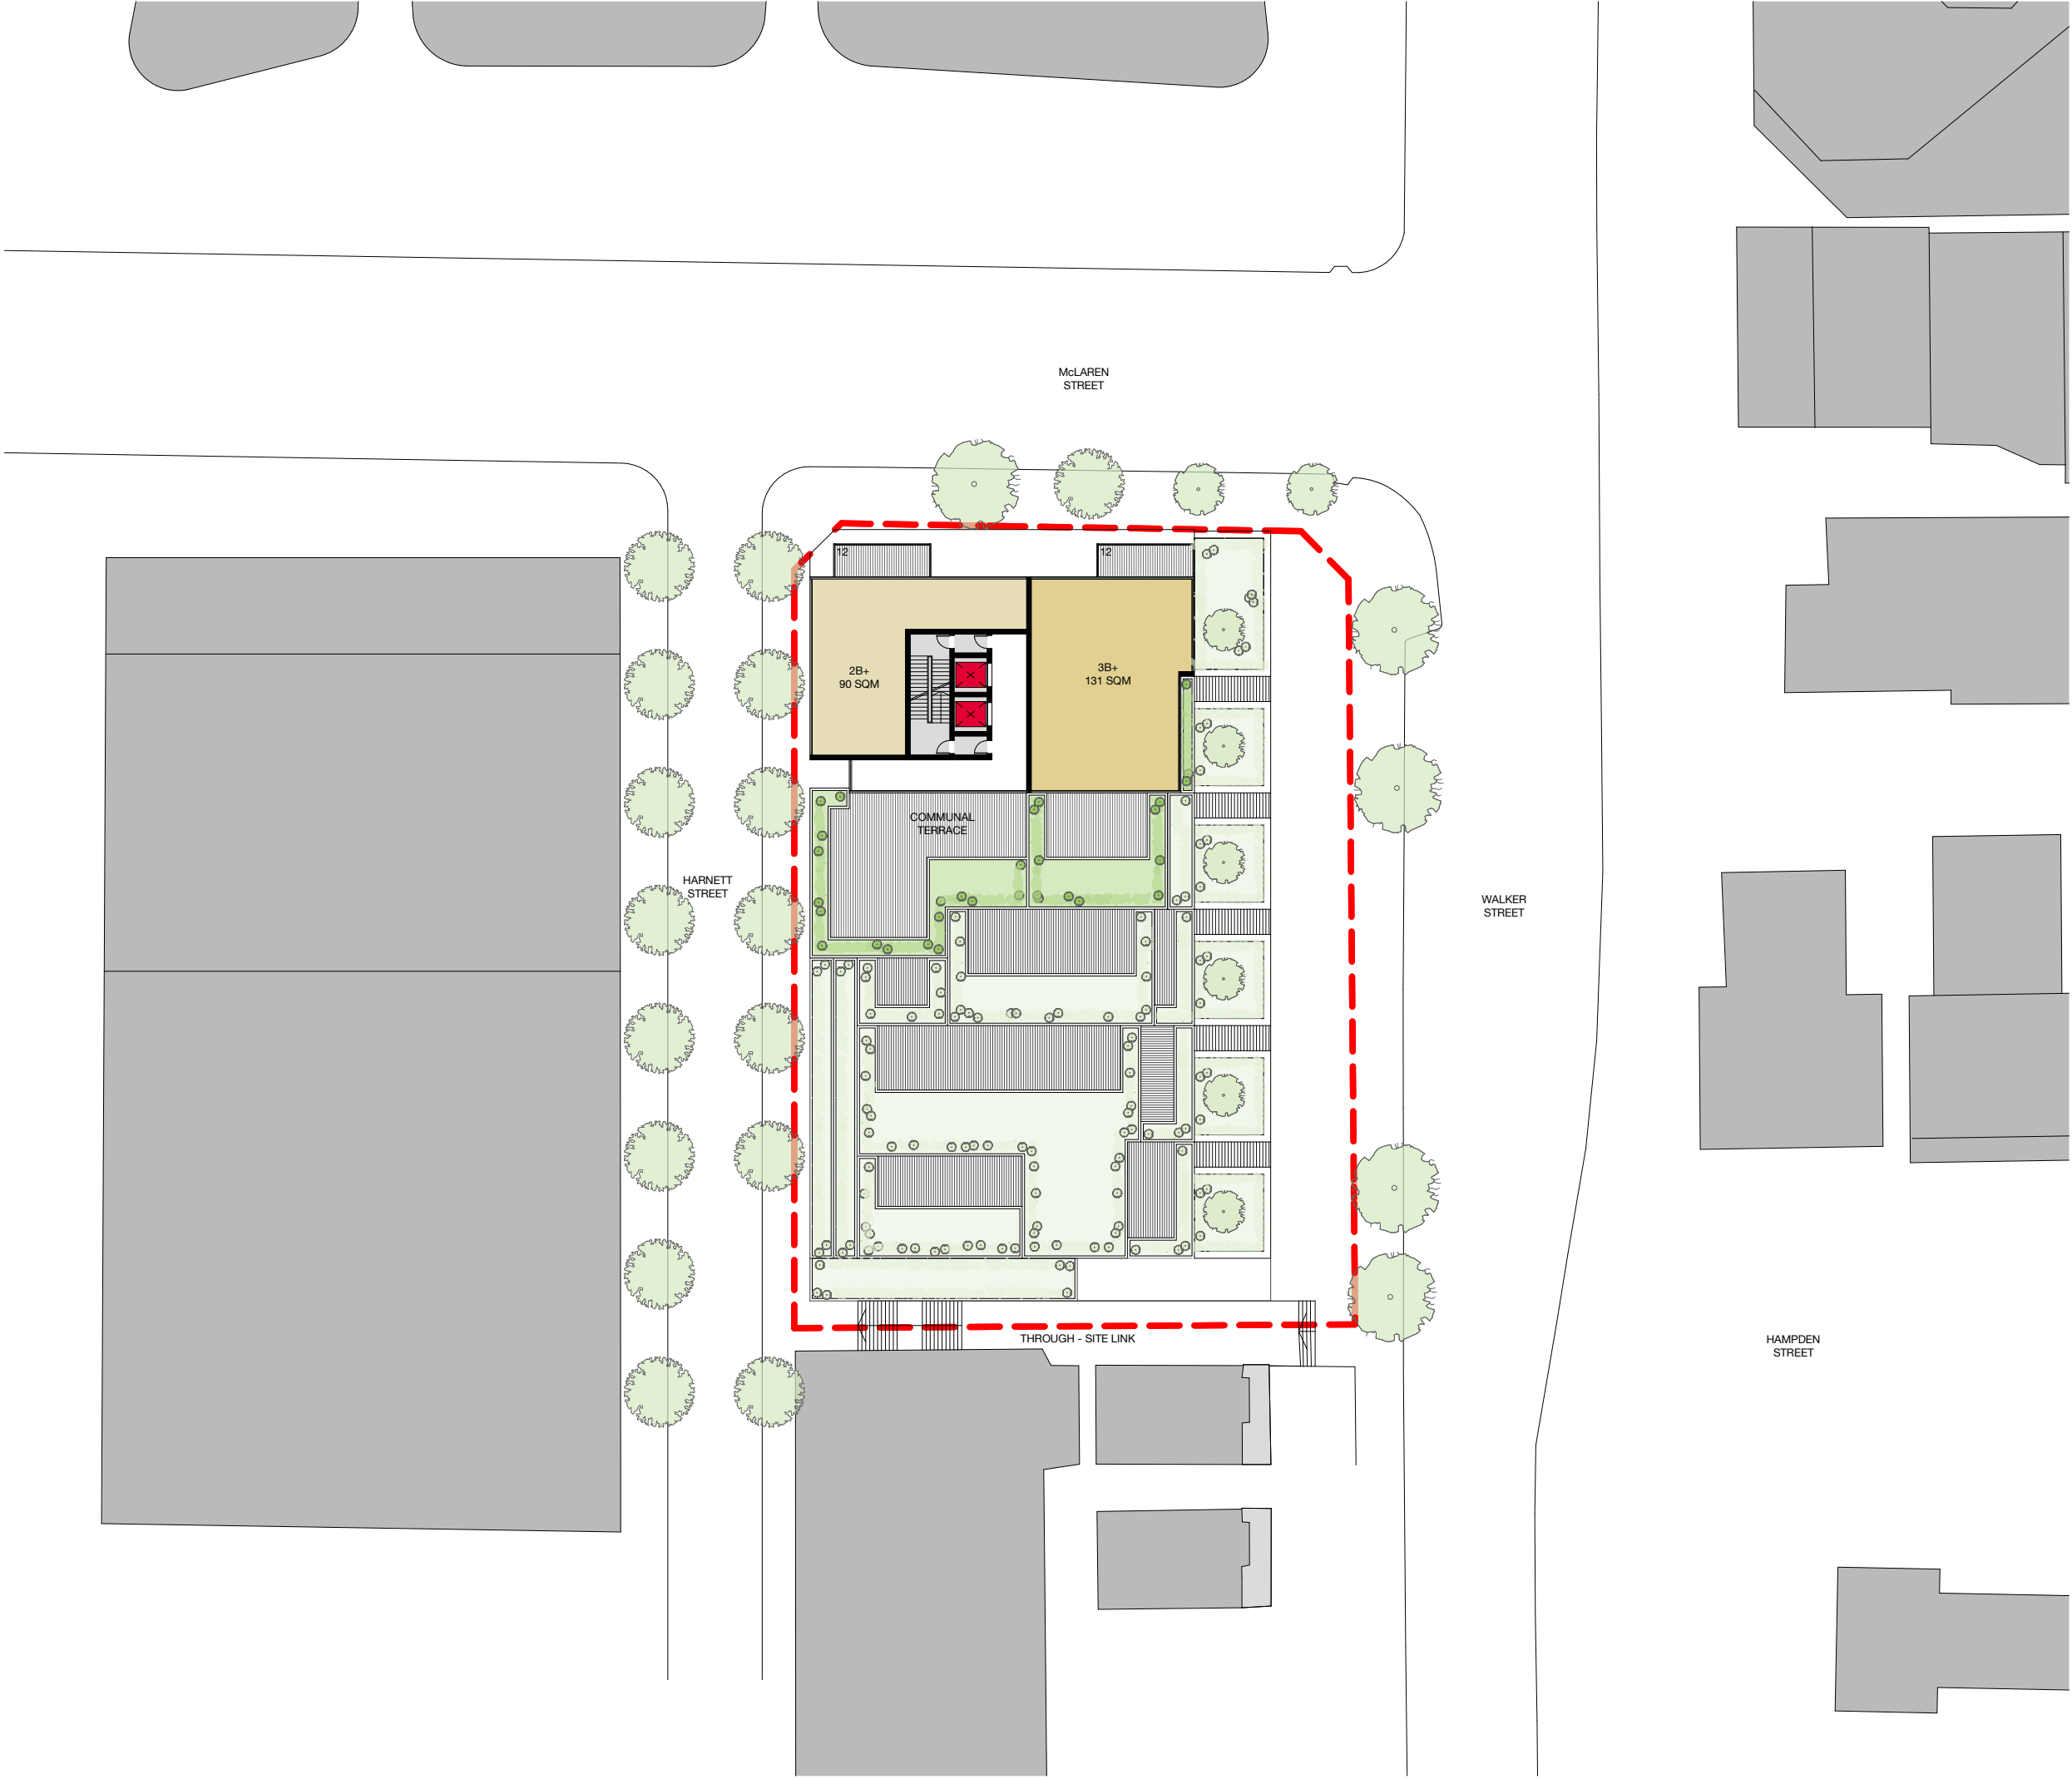 McLAREN
STREET
12
12
2B+
90 SQM
3B+
131 SQM
COMMUNAL
TERRACE
HARNETT
STREET
WALKER
STREET
THROUGH - SITE LINK
HAMPDEN
STREET